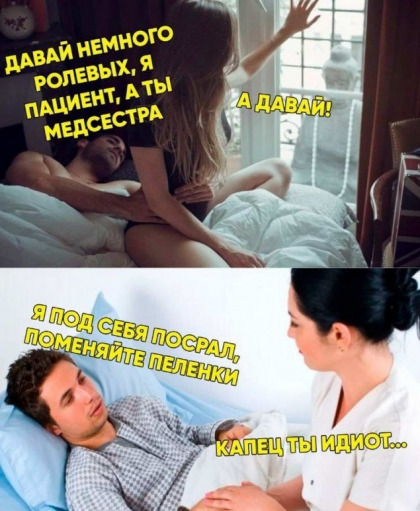 ДАВАЙ НЕМНОГО
РОЛЕВЫХ, Я
ПАЦИЕНТ, А ТЫ
МЕДСЕСТРА
А ДАВАЙ!
Я ПОД СЕБЯ ПОСРАЛ,
ПОМЕНЯЙТЕ ПЕЛЕНКИ
КАПЕЦ ТЫ ИДИОТ...